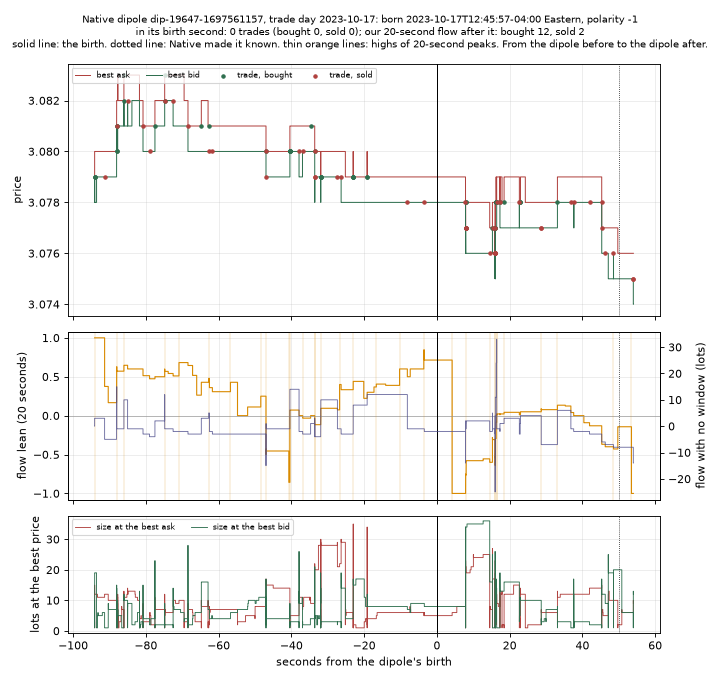 Native dipole dip-19647-1697561157, trade day 2023-10-17: born 2023-10-17T12:45:57-04:00 Eastern, polarity -1
in its birth second: 0 trades (bought 0, sold 0); our 20-second flow after it: bought 12, sold 2
solid line: the birth. dotted line: Native made it known. thin orange lines: highs of 20-second peaks. From the dipole before to the dipole after.
best ask best bid trade, bought trade, sold
3.082
3.080
3.078
3.076
3.074
price
1.0
0.5
0.0
−0.5
−1.0
flow lean (20 seconds)
30
20
10
0
−10
−20
flow with no window (lots)
size at the best ask size at the best bid
30
20
10
0
lots at the best price
−100 −80 −60 −40 −20 0 20 40 60
seconds from the dipole's birth